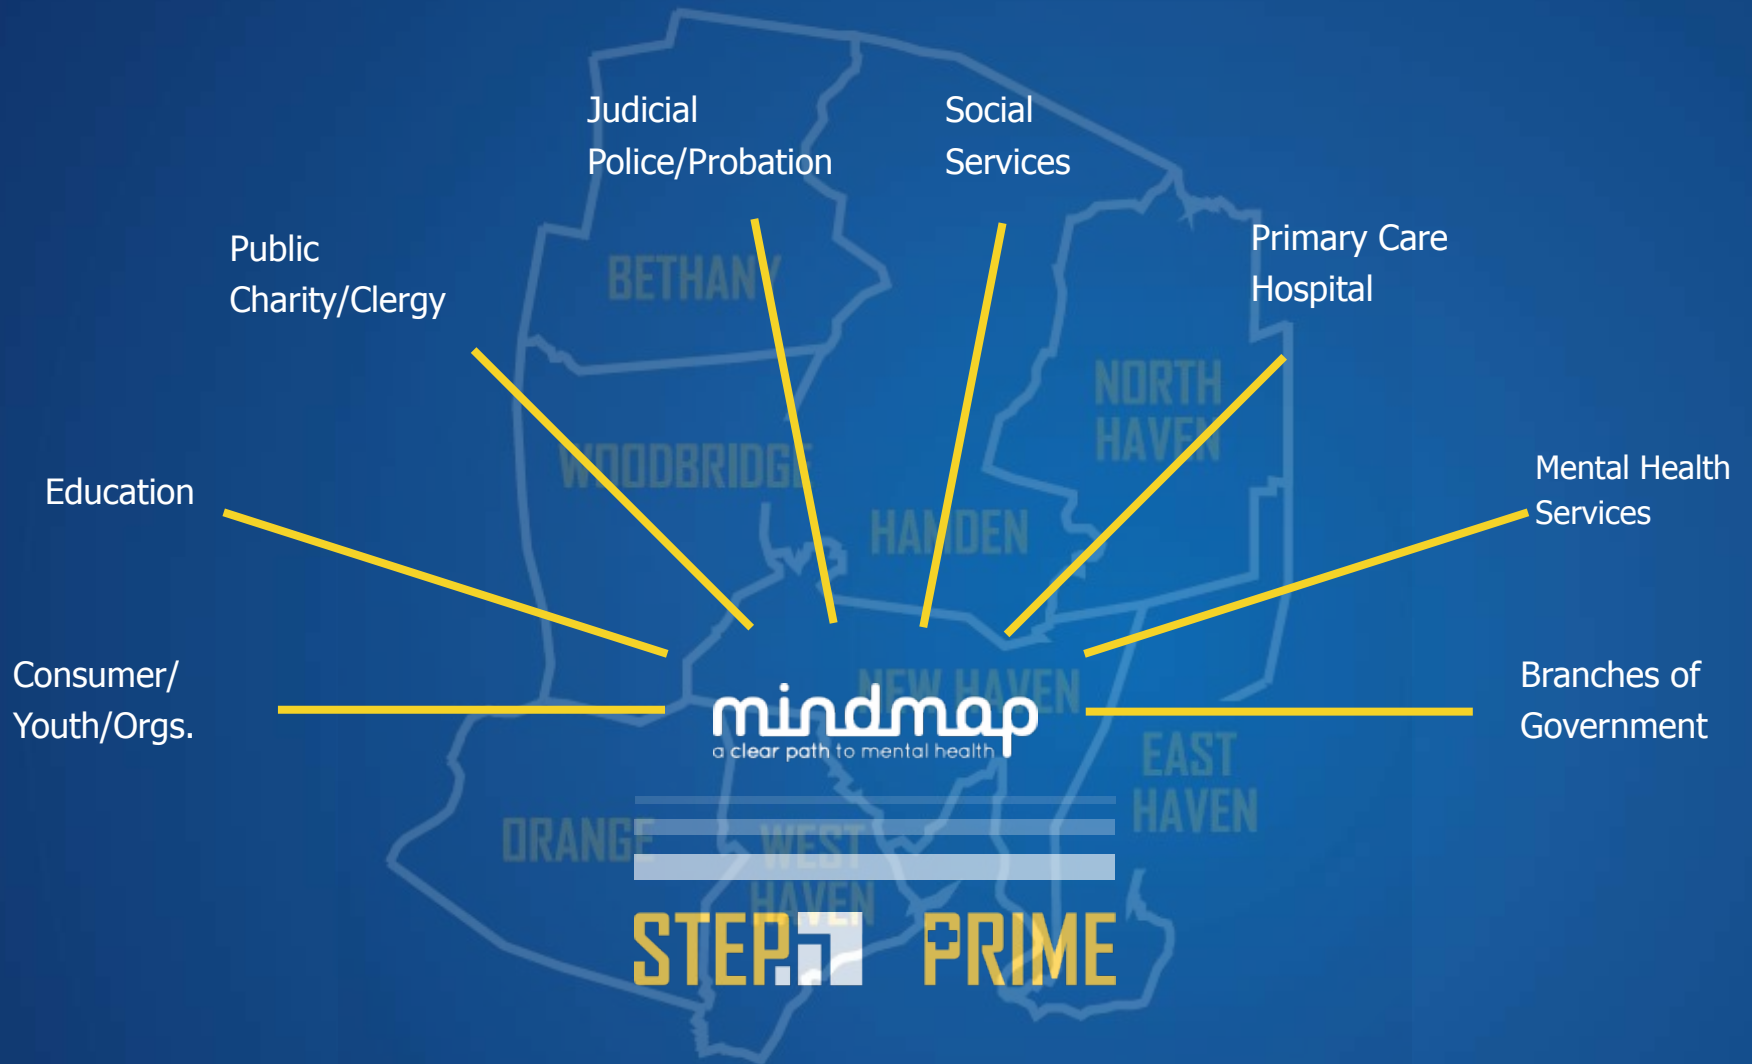 Judicial
Police/Probation
Social
Services
Public
Charity/Clergy
Primary Care
Hospital
BETHANY
NORTH
HAVEN
WOODBRIDGE
Education
Mental Health
Services
HAMDEN
Consumer/
Youth/Orgs.
NEW HAVEN
mindmap
a clear path to mental health
Branches of
Government
EAST
HAVEN
ORANGE
WEST
HAVEN
STEP
PRIME